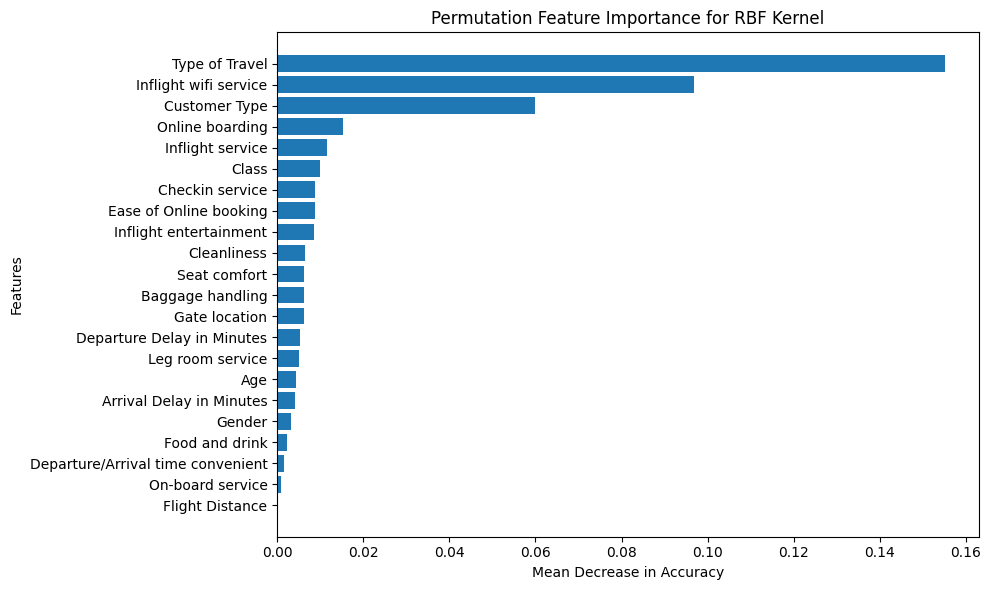 Permutation Feature Importance for RBF Kernel
Features
Type of Travel
Inflight wifi service
Customer Type
Online boarding
Inflight service
Class
Checkin service
Ease of Online booking
Inflight entertainment
Cleanliness
Seat comfort
Baggage handling
Gate location
Departure Delay in Minutes
Leg room service
Age
Arrival Delay in Minutes
Gender
Food and drink
Departure/Arrival time convenient
On-board service
Flight Distance
0.00 0.02 0.04 0.06 0.08 0.10 0.12 0.14 0.16
Mean Decrease in Accuracy